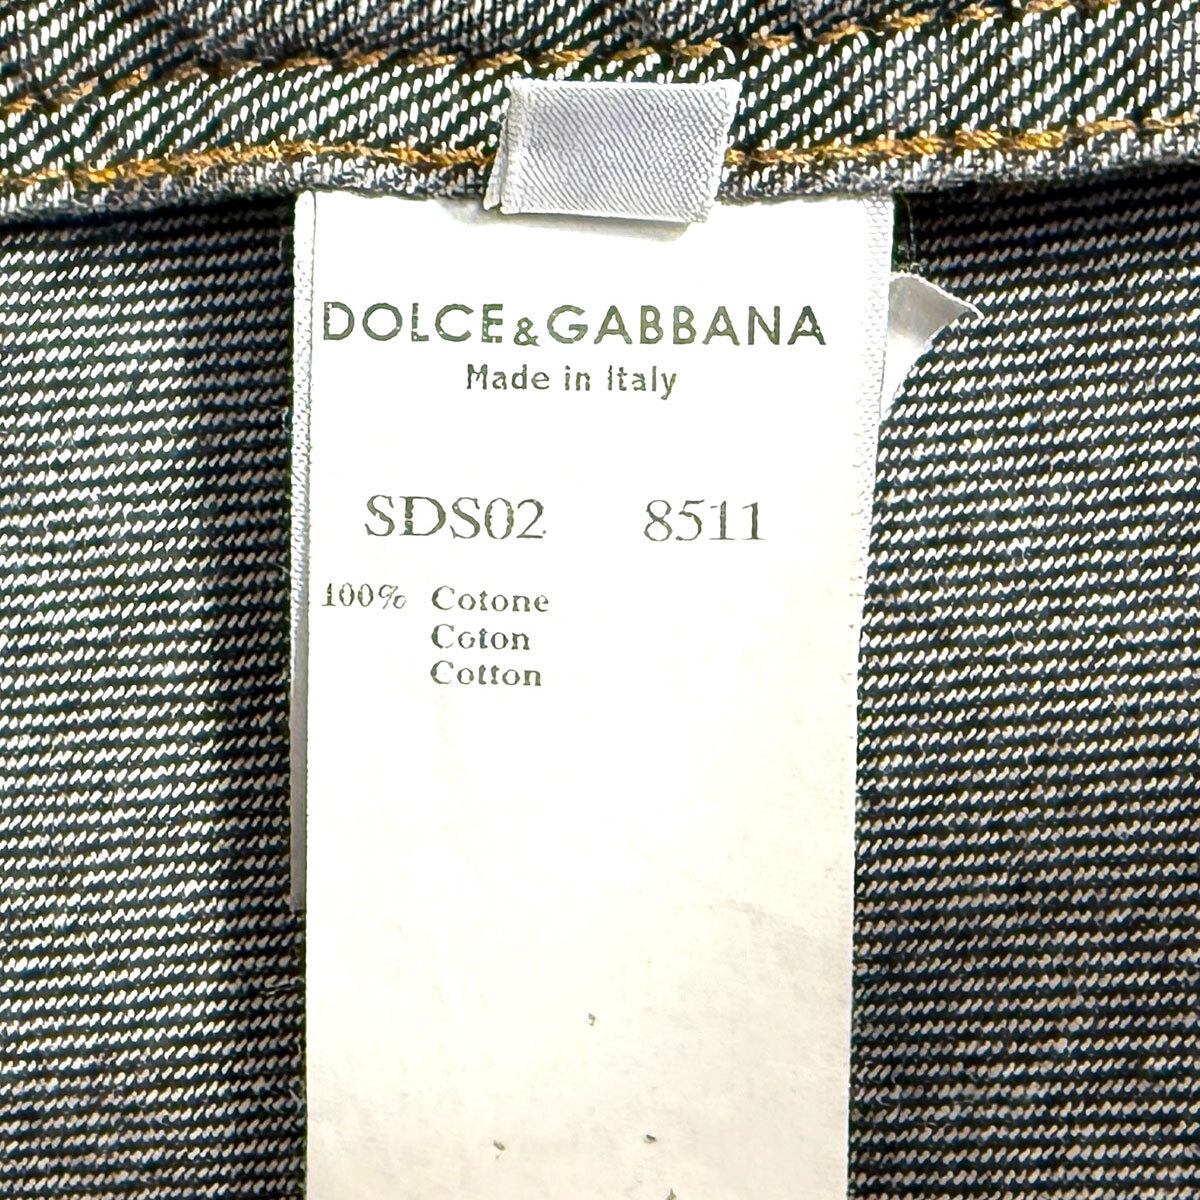 DOLCE&GABBANA
Made in Italy
SDS02 8511
100% Cotone
Coton
Cotton